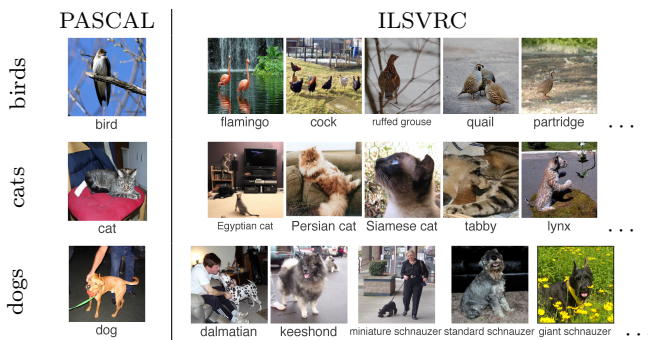 PASCAL ILSVRC
birds
bird flamingo cock ruffed grouse quail partridge ...
cats
cat Egyptian cat Persian cat Siamese cat tabby lynx ...
dogs
dog dalmatian keeshond miniature schnauzer standard schnauzer giant schnauzer ...